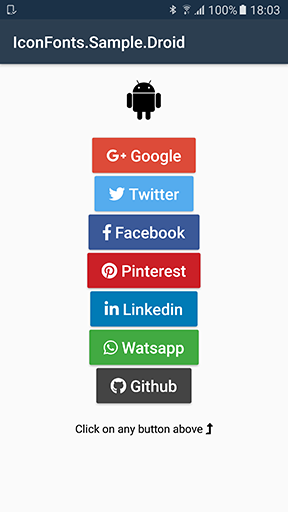 100% 18:03
IconFonts.Sample.Droid
G+ Google
Twitter
Facebook
Pinterest
Linkedin
Watsapp
Github
Click on any button above